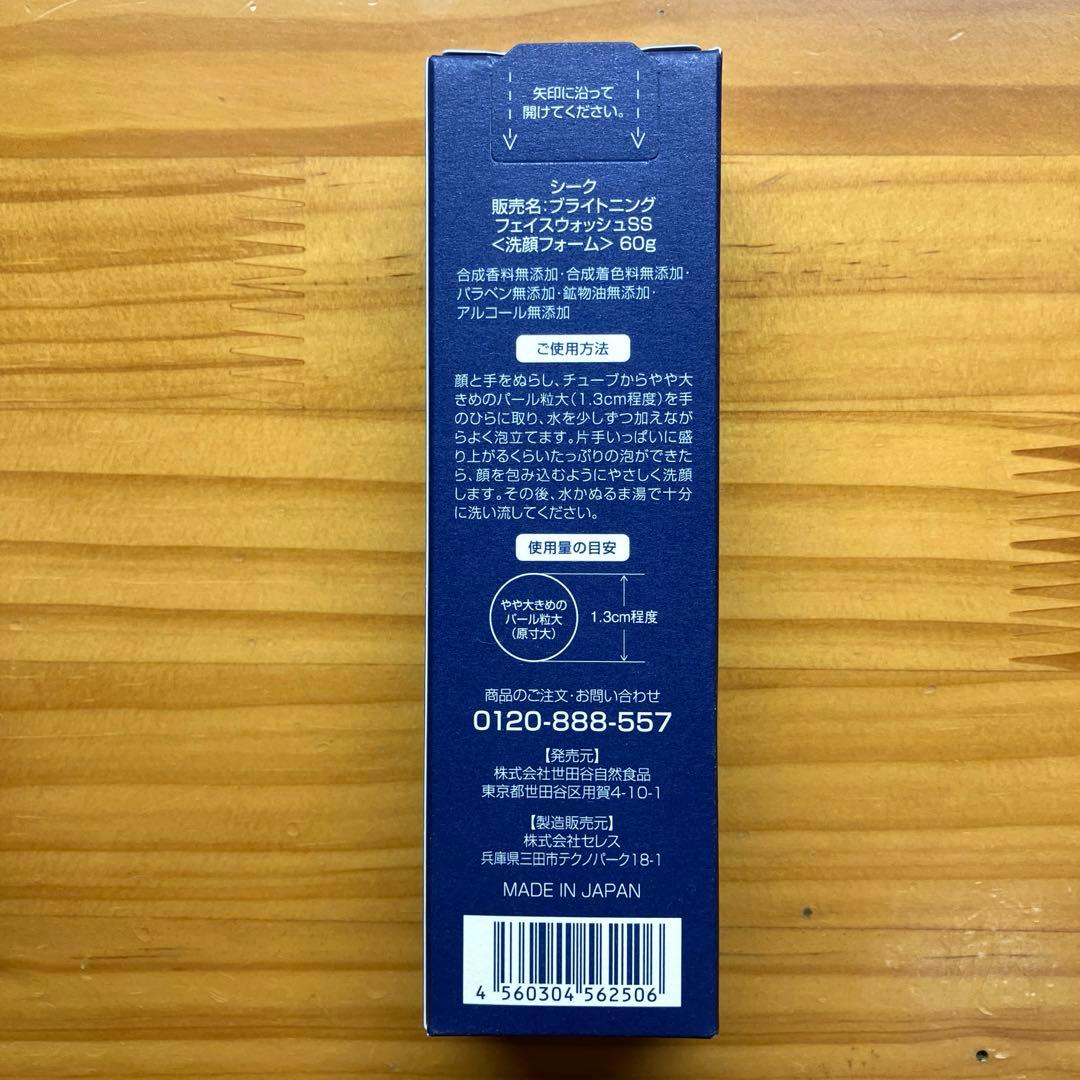 矢印に沿って
開けてください。
シーク
販売名:ブライトニング
フェイスウォッシュSS
<洗顔フォーム> 60g
合成香料無添加・合成着色料無添加・
パラベン無添加・鉱物油無添加・
アルコール無添加
ご使用方法
顔と手をぬらし、チューブからやや大
きめのパール粒大(1.3cm程度)を手
のひらに取り、水を少しずつ加えなが
らよく泡立てます。片手いっぱいに盛
り上がるくらいたっぷりの泡ができた
ら、顔を包み込むようにやさしく洗顔
します。その後、水かぬるま湯で十分
に洗い流してください。
使用量の目安
やや大きめの
パール粒大
(原寸大)
1.3cm程度
商品のご注文・お問い合わせ
0120-888-557
【発売元】
株式会社世田谷自然食品
東京都世田谷区用賀4-10-1
【製造販売元】
株式会社セレス
兵庫県三田市テクノパーク18-1
MADE IN JAPAN
4 560304 562506